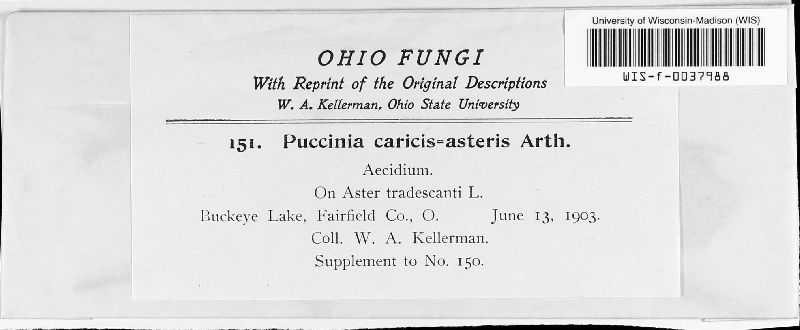 University of Wisconsin-Madison (WIS)
WIS-f-0037988
OHIO FUNGI
With Reprint of the Original Descriptions
W. A. Kellerman, Ohio State University
151. Puccinia caricis=asteris Arth.
Aecidium.
On Aster tradescanti L.
Buckeye Lake, Fairfield Co., O. June 13, 1903.
Coll. W. A. Kellerman.
Supplement to No. 150.